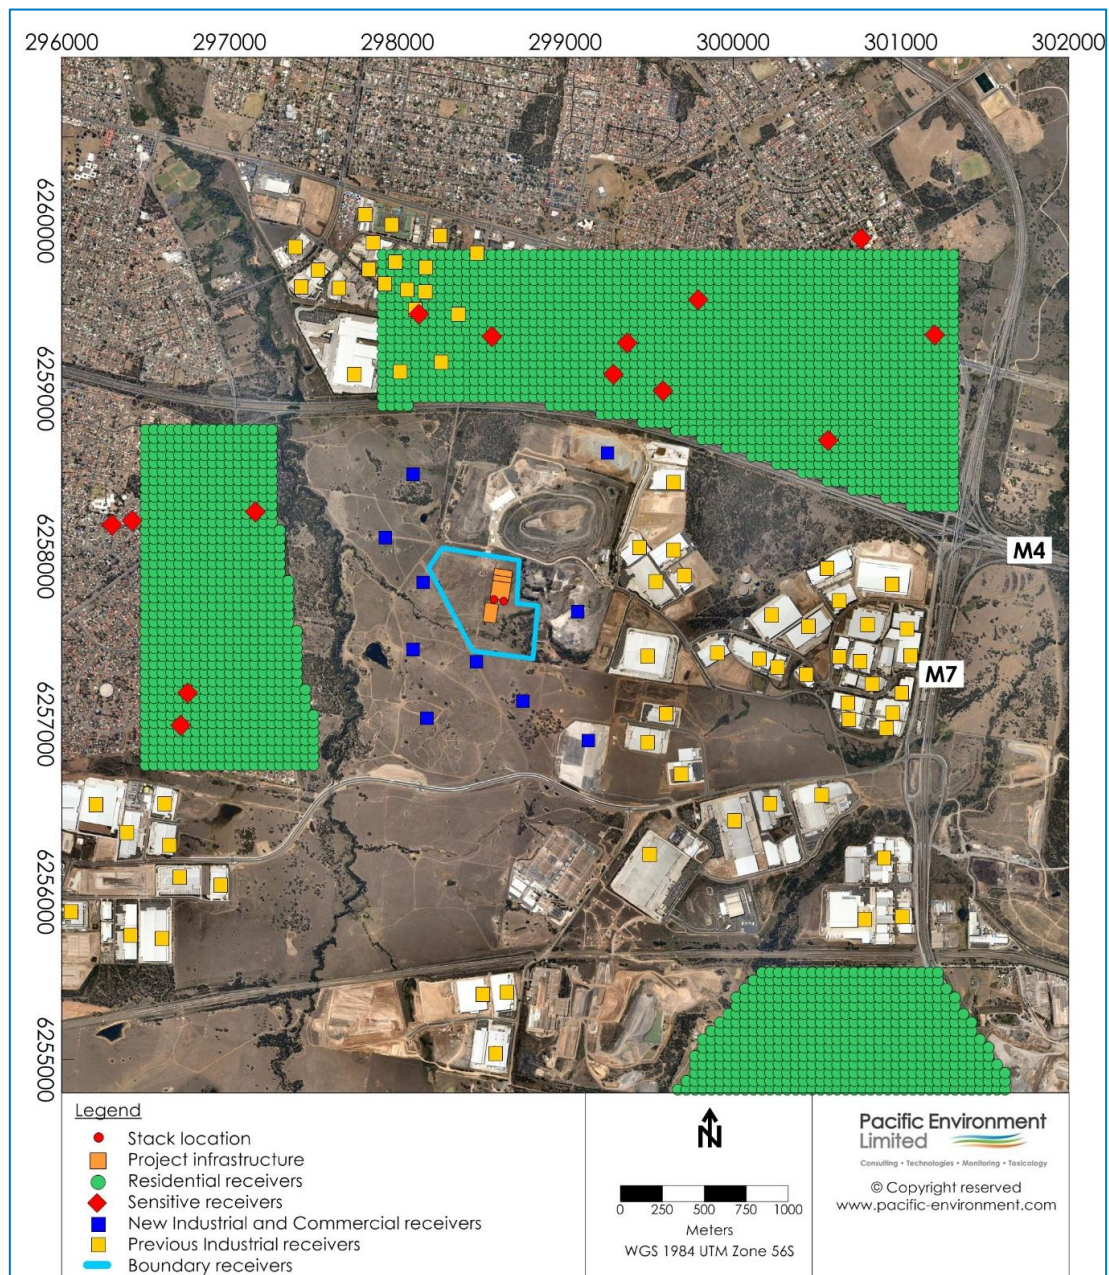 296000 297000 298000 299000 300000 301000 302000
6260000
6259000
6258000
6257000
6256000
6255000
M4
M7
Legend
Stack location
Project infrastructure
Residential receivers
Sensitive receivers
New Industrial and Commercial receivers
Previous Industrial receivers
Boundary receivers
N
0 250 500 750 1000
Meters
WGS 1984 UTM Zone 56S
Pacific Environment
Limited
Consulting • Technologies • Monitoring • Toxicology
© Copyright reserved
www.pacific-environment.com